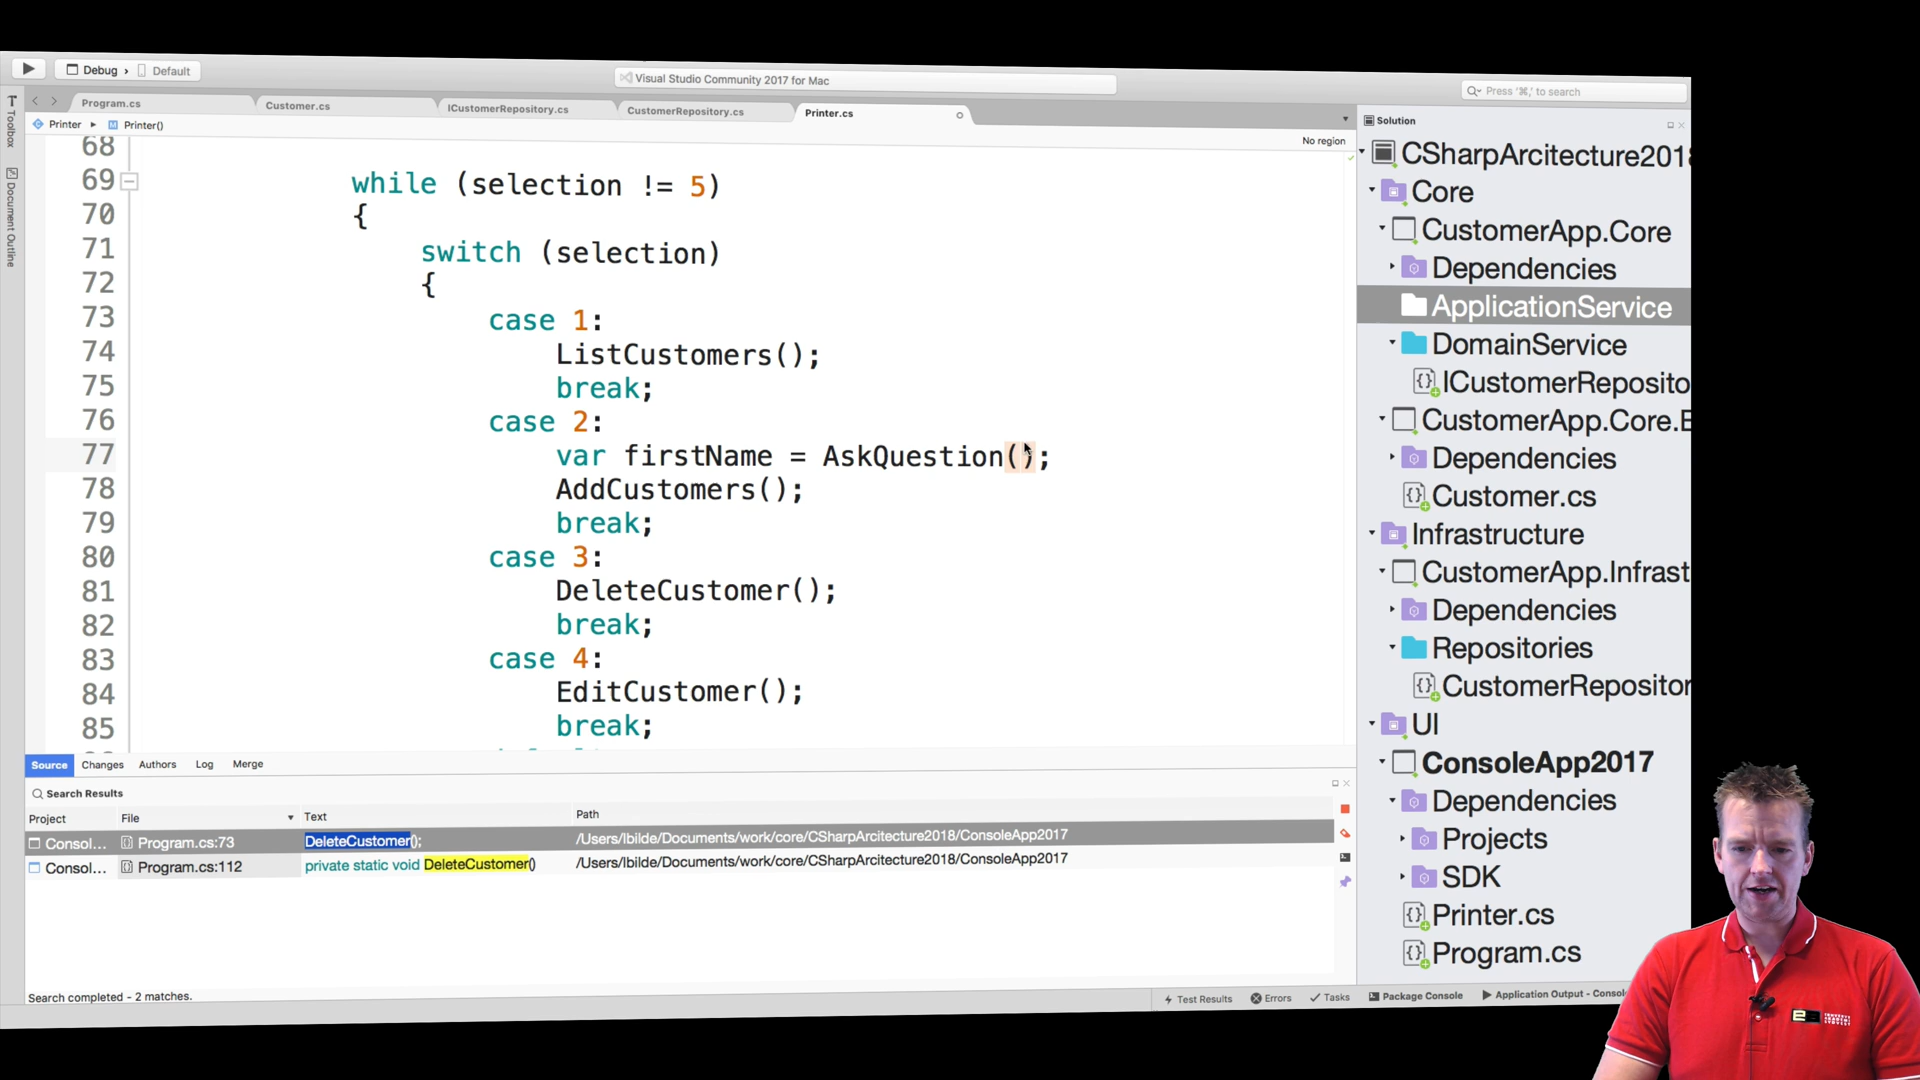 Debug › Default
Visual Studio Community 2017 for Mac
Press '⌘,' to search
Program.cs
Customer.cs
ICustomerRepository.cs
CustomerRepository.cs
Printer.cs
Printer ▸ Printer()
No region
Toolbox
Document Outline
68
69 while (selection != 5)
70 {
71 switch (selection)
72 {
73 case 1:
74 ListCustomers();
75 break;
76 case 2:
77 var firstName = AskQuestion();
78 AddCustomers();
79 break;
80 case 3:
81 DeleteCustomer();
82 break;
83 case 4:
84 EditCustomer();
85 break;
Solution
CSharpArcitecture201
Core
CustomerApp.Core
Dependencies
ApplicationService
DomainService
ICustomerReposito
CustomerApp.Core.E
Dependencies
Customer.cs
Infrastructure
CustomerApp.Infrast
Dependencies
Repositories
CustomerRepositor
UI
ConsoleApp2017
Dependencies
Projects
SDK
Printer.cs
Program.cs
Source Changes Authors Log Merge
Search Results
Project File Text Path
Consol... Program.cs:73 DeleteCustomer(); /Users/lbilde/Documents/work/core/CSharpArcitecture2018/ConsoleApp2017
Consol... Program.cs:112 private static void DeleteCustomer() /Users/lbilde/Documents/work/core/CSharpArcitecture2018/ConsoleApp2017
Search completed - 2 matches.
Test Results Errors Tasks Package Console Application Output - Consol